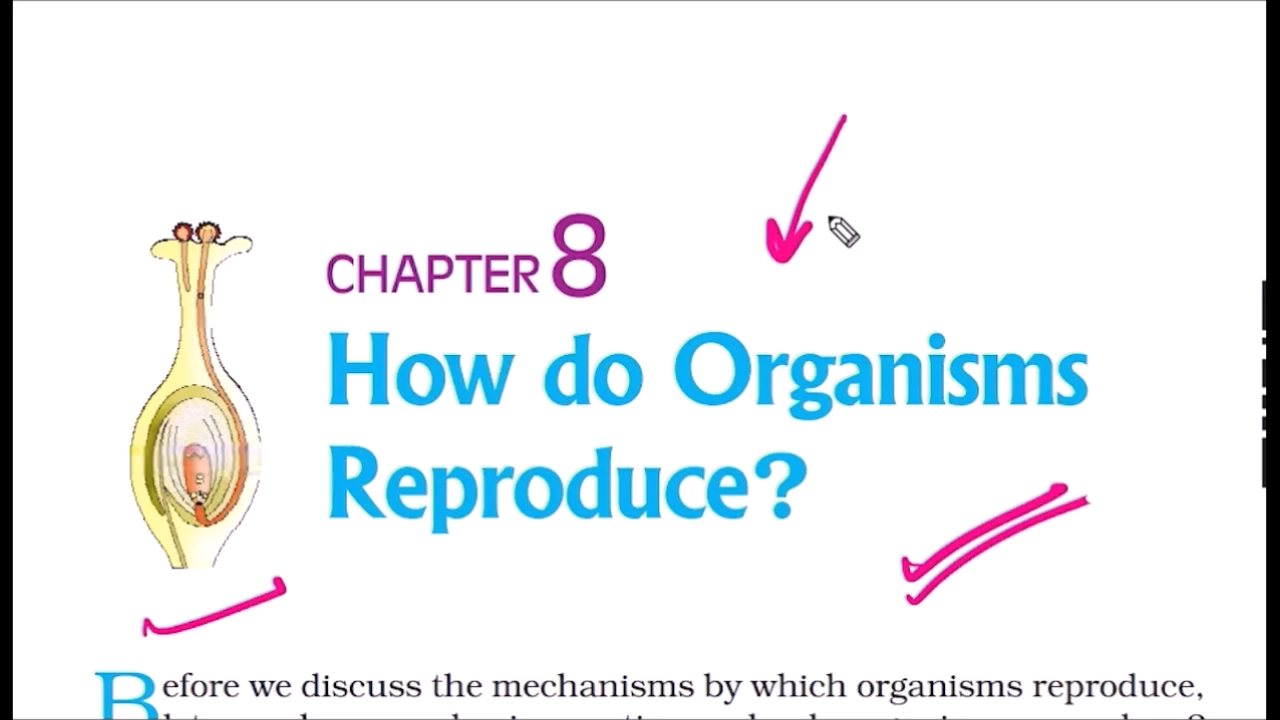 CHAPTER 8
How do Organisms
Reproduce?
Before we discuss the mechanisms by which organisms reproduce,